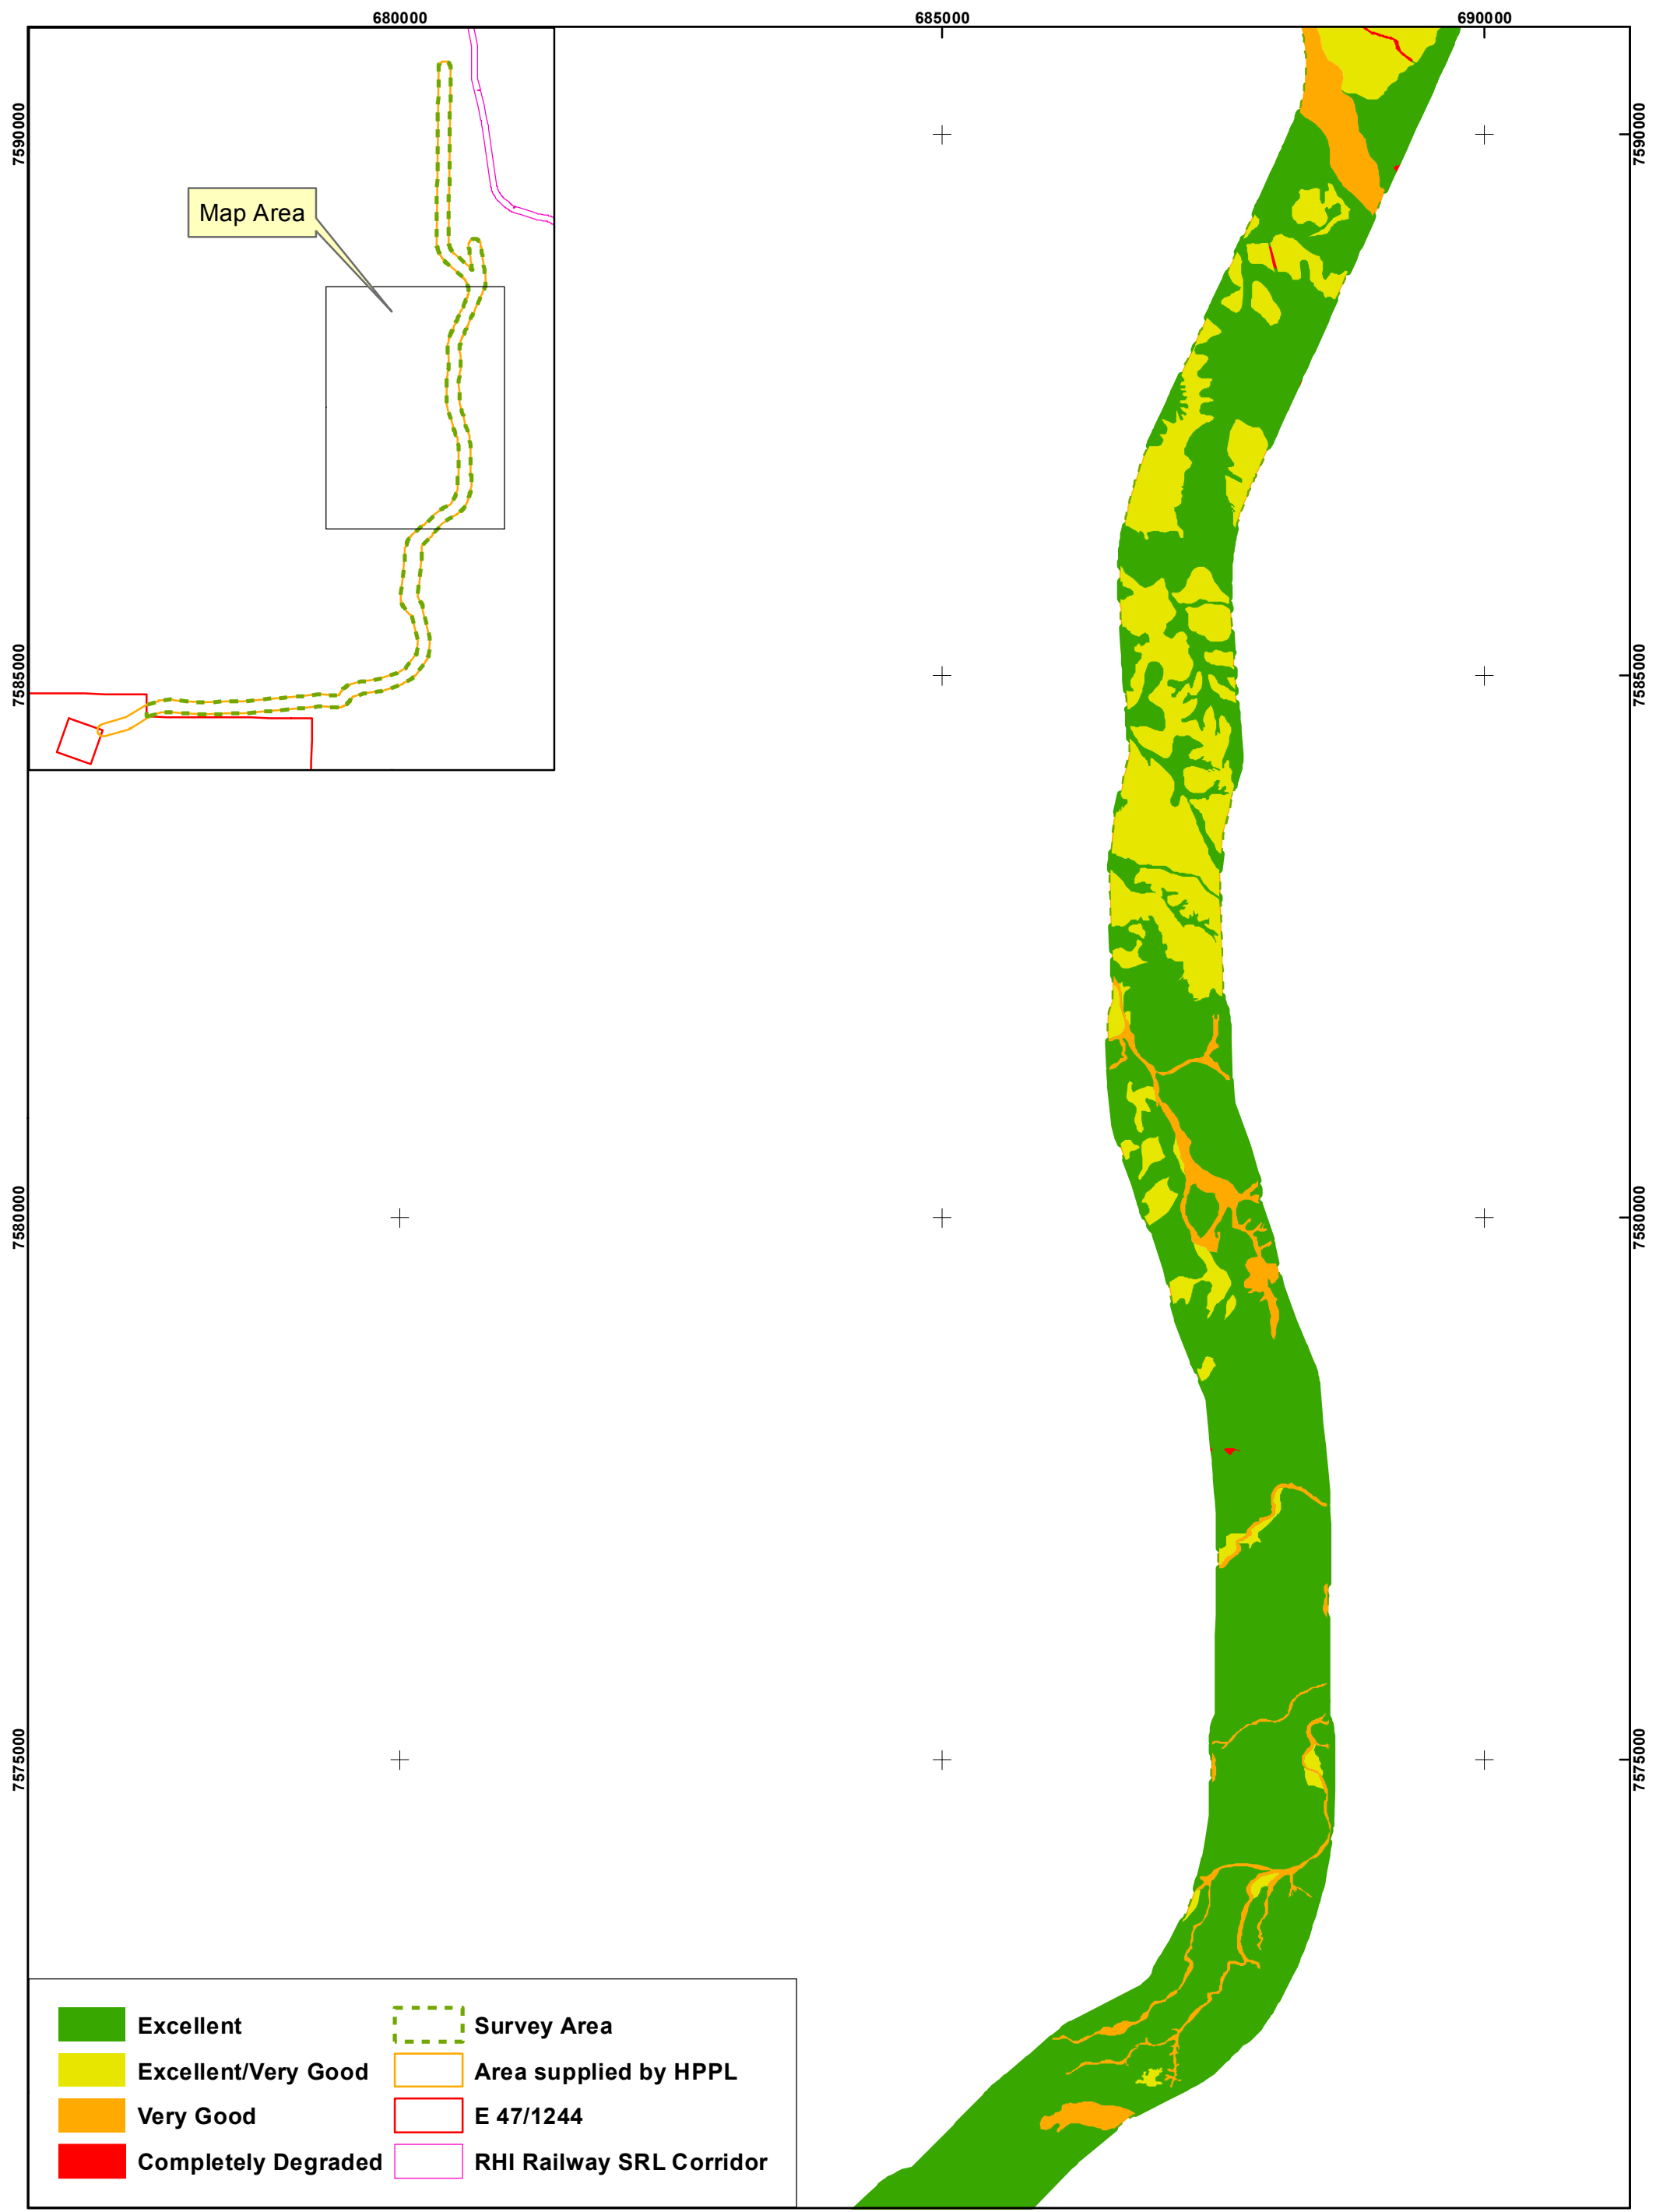 680000 685000 690000
7590000 7590000
Map Area
7585000 7585000
7580000 7580000
7575000 7575000
Excellent Survey Area
Excellent/Very Good Area supplied by HPPL
Very Good E 47/1244
Completely Degraded RHI Railway SRL Corridor